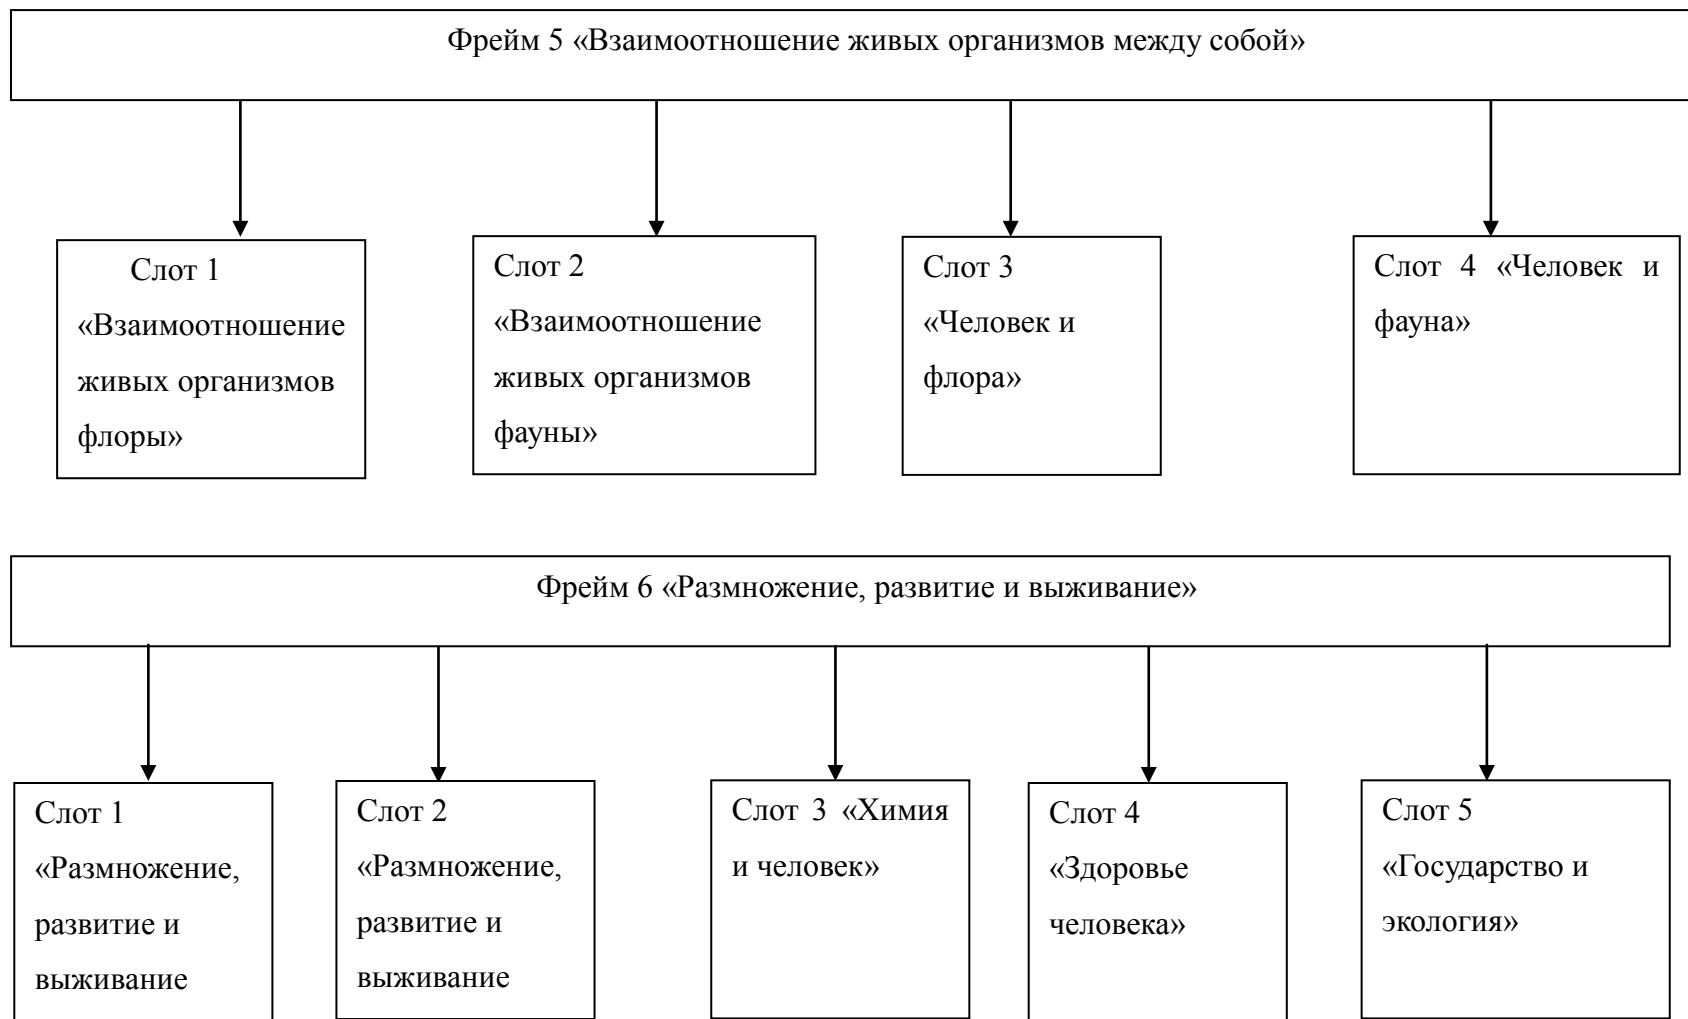 Фрейм 5 «Взаимоотношение живых организмов между собой»
Слот 1
«Взаимоотношение
живых организмов
флоры»
Слот 2
«Взаимоотношение
живых организмов
фауны»
Слот 3
«Человек и
флора»
Слот 4 «Человек и
фауна»
Фрейм 6 «Размножение, развитие и выживание»
Слот 1
«Размножение,
развитие и
выживание
Слот 2
«Размножение,
развитие и
выживание
Слот 3 «Химия
и человек»
Слот 4
«Здоровье
человека»
Слот 5
«Государство и
экология»